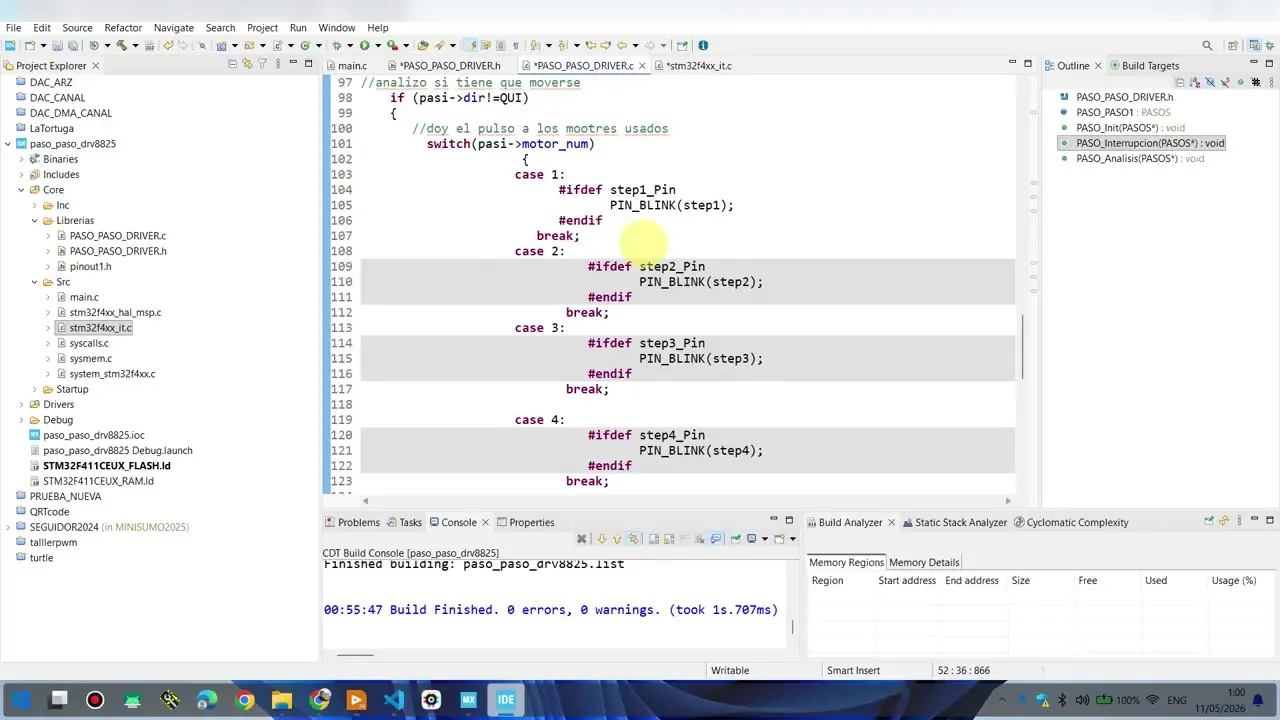 File Edit Source Refactor Navigate Search Project Run Window Help
Project Explorer
DAC_ARZ
DAC_CANAL
DAC_DMA_CANAL
LaTortuga
paso_paso_drv8825
Binaries
Includes
Core
Inc
Librerias
PASO_PASO_DRIVER.c
PASO_PASO_DRIVER.h
pinout1.h
Src
main.c
stm32f4xx_hal_msp.c
stm32f4xx_it.c
syscalls.c
sysmem.c
system_stm32f4xx.c
Startup
Drivers
Debug
paso_paso_drv8825.ioc
paso_paso_drv8825 Debug.launch
STM32F411CEUX_FLASH.ld
STM32F411CEUX_RAM.ld
PRUEBA_NUEVA
QRTcode
SEGUIDOR2024 (in MINISUMO2025)
talllerpwm
turtle
main.c *PASO_PASO_DRIVER.h *PASO_PASO_DRIVER.c *stm32f4xx_it.c
97 //analizo si tiene que moverse
98 if (pasi->dir!=QUI)
99 {
100 //doy el pulso a los mootres usados
101 switch(pasi->motor_num)
102 {
103 case 1:
104 #ifdef step1_Pin
105 PIN_BLINK(step1);
106 #endif
107 break;
108 case 2:
109 #ifdef step2_Pin
110 PIN_BLINK(step2);
111 #endif
112 break;
113 case 3:
114 #ifdef step3_Pin
115 PIN_BLINK(step3);
116 #endif
117 break;
118
119 case 4:
120 #ifdef step4_Pin
121 PIN_BLINK(step4);
122 #endif
123 break;
Outline Build Targets
PASO_PASO_DRIVER.h
PASO_PASO1 : PASOS
PASO_Init(PASOS*) : void
PASO_Interrupcion(PASOS*) : void
PASO_Analisis(PASOS*) : void
Problems Tasks Console Properties
CDT Build Console [paso_paso_drv8825]
Finished building: paso_paso_drv8825.list
00:55:47 Build Finished. 0 errors, 0 warnings. (took 1s.707ms)
Build Analyzer Static Stack Analyzer Cyclomatic Complexity
Memory Regions Memory Details
Region Start address End address Size Free Used Usage (%)
Writable Smart Insert 52 : 36 : 866
MX IDE 100% ENG 1:00
11/05/2026